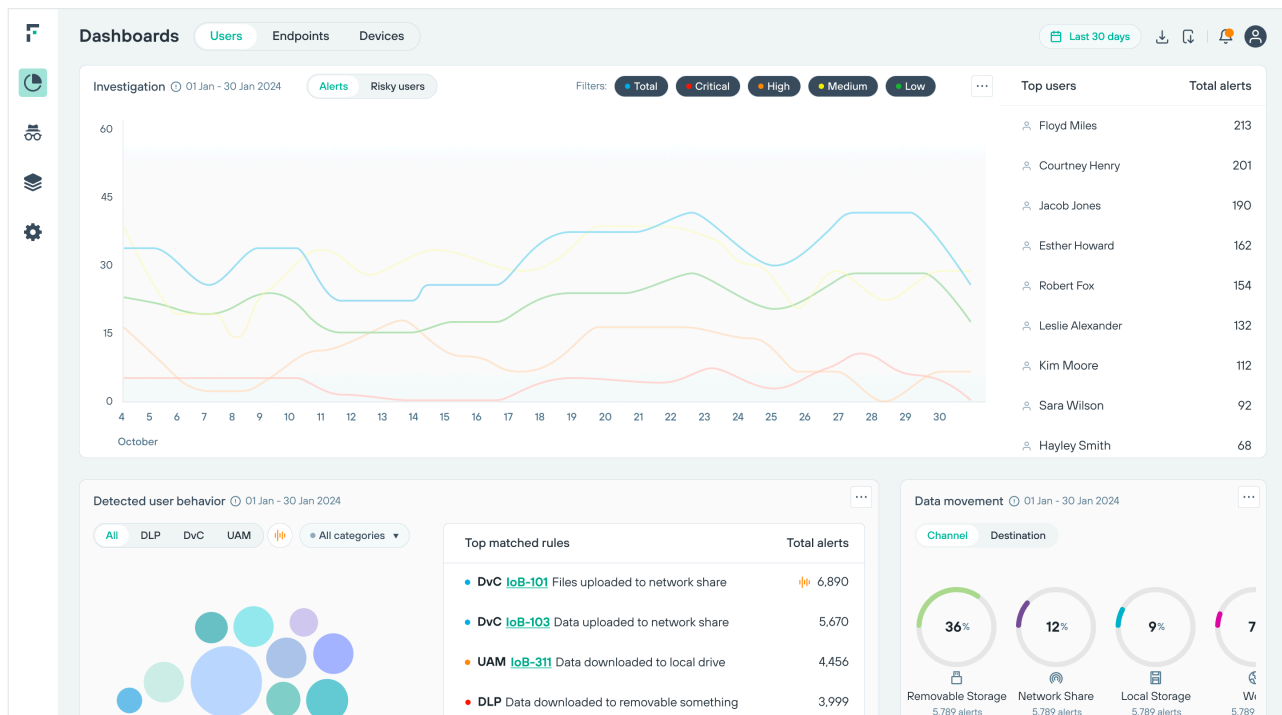 Dashboards Users Endpoints Devices Last 30 days
Investigation 01 Jan - 30 Jan 2024 Alerts Risky users Filters: Total Critical High Medium Low ...
60
45
30
15
0
4 5 6 7 8 9 10 11 12 13 14 15 16 17 18 19 20 21 22 23 24 25 26 27 28 29 30
October
Top users Total alerts
Floyd Miles 213
Courtney Henry 201
Jacob Jones 190
Esther Howard 162
Robert Fox 154
Leslie Alexander 132
Kim Moore 112
Sara Wilson 92
Hayley Smith 68
Detected user behavior 01 Jan - 30 Jan 2024 ...
All DLP DvC UAM All categories
Top matched rules Total alerts
DvC IoB-101 Files uploaded to network share 6,890
DvC IoB-103 Data uploaded to network share 5,670
UAM IoB-311 Data downloaded to local drive 4,456
DLP Data downloaded to removable something 3,999
Data movement 01 Jan - 30 Jan 2024 ...
Channel Destination
36% 12% 9% 7
Removable Storage Network Share Local Storage
5,789 alerts 5,789 alerts 5,789 alerts 5,789